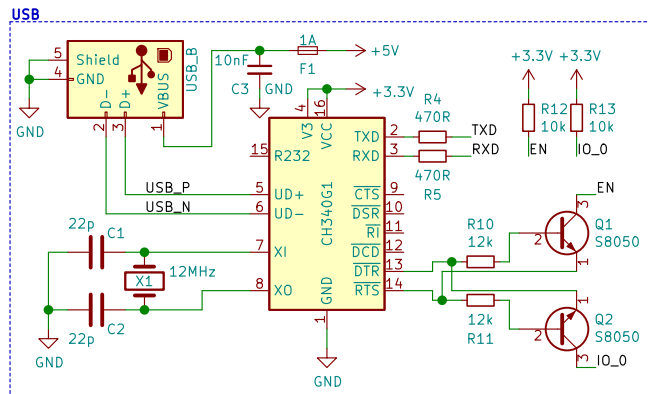 USB
5 Shield
4 GND
D- D+ VBUS
USB_B
2 3 1
GND
10nF
C3
GND
1A
F1
+5V
+3.3V
4 16
V3 VCC
15 R232
CH340G1
TXD 2
RXD 3
R4
470R
TXD
RXD
470R
R5
USB_P
USB_N
5 UD+
6 UD-
7 XI
8 XO
CTS 9
DSR 10
RI 11
DCD 12
DTR 13
RTS 14
GND
1
GND
22p C1
X1 12MHz
22p C2
GND
+3.3V +3.3V
R12
10k
R13
10k
EN IO_0
EN
3
R10
12k
2
Q1
S8050
1
1
12k
R11
2
Q2
S8050
3
IO_0